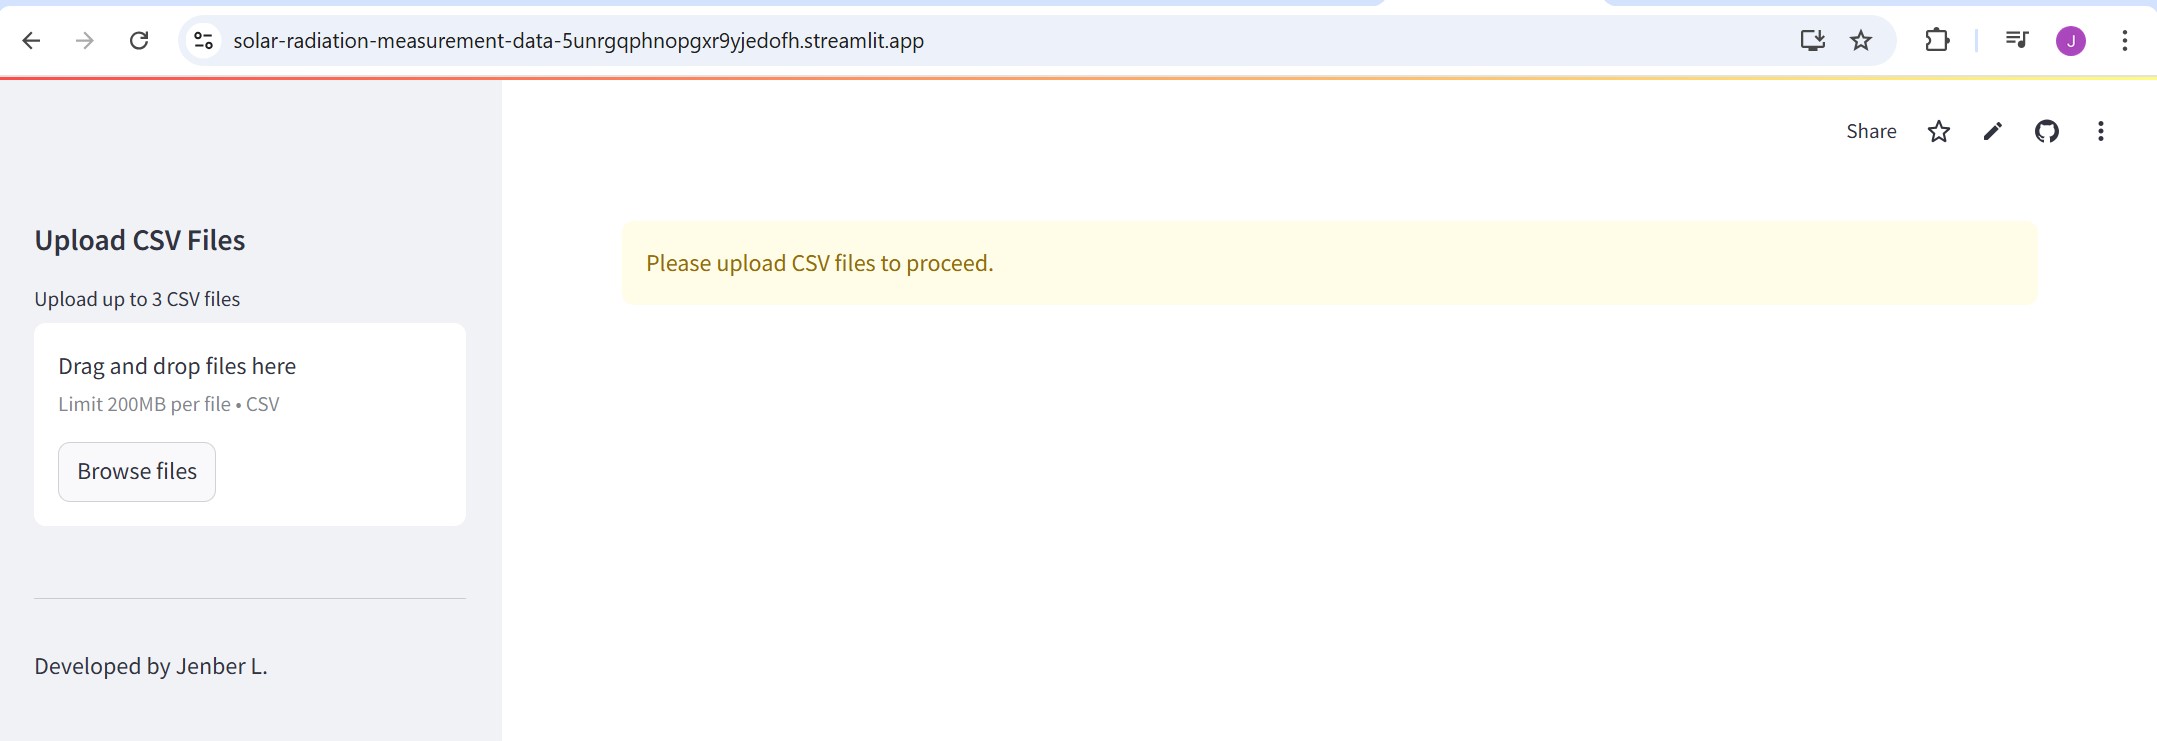 solar-radiation-measurement-data-5unrgqphnopgxr9yjedofh.streamlit.app
J
Share
Upload CSV Files
Upload up to 3 CSV files
Drag and drop files here
Limit 200MB per file • CSV
Browse files
Developed by Jenber L.
Please upload CSV files to proceed.